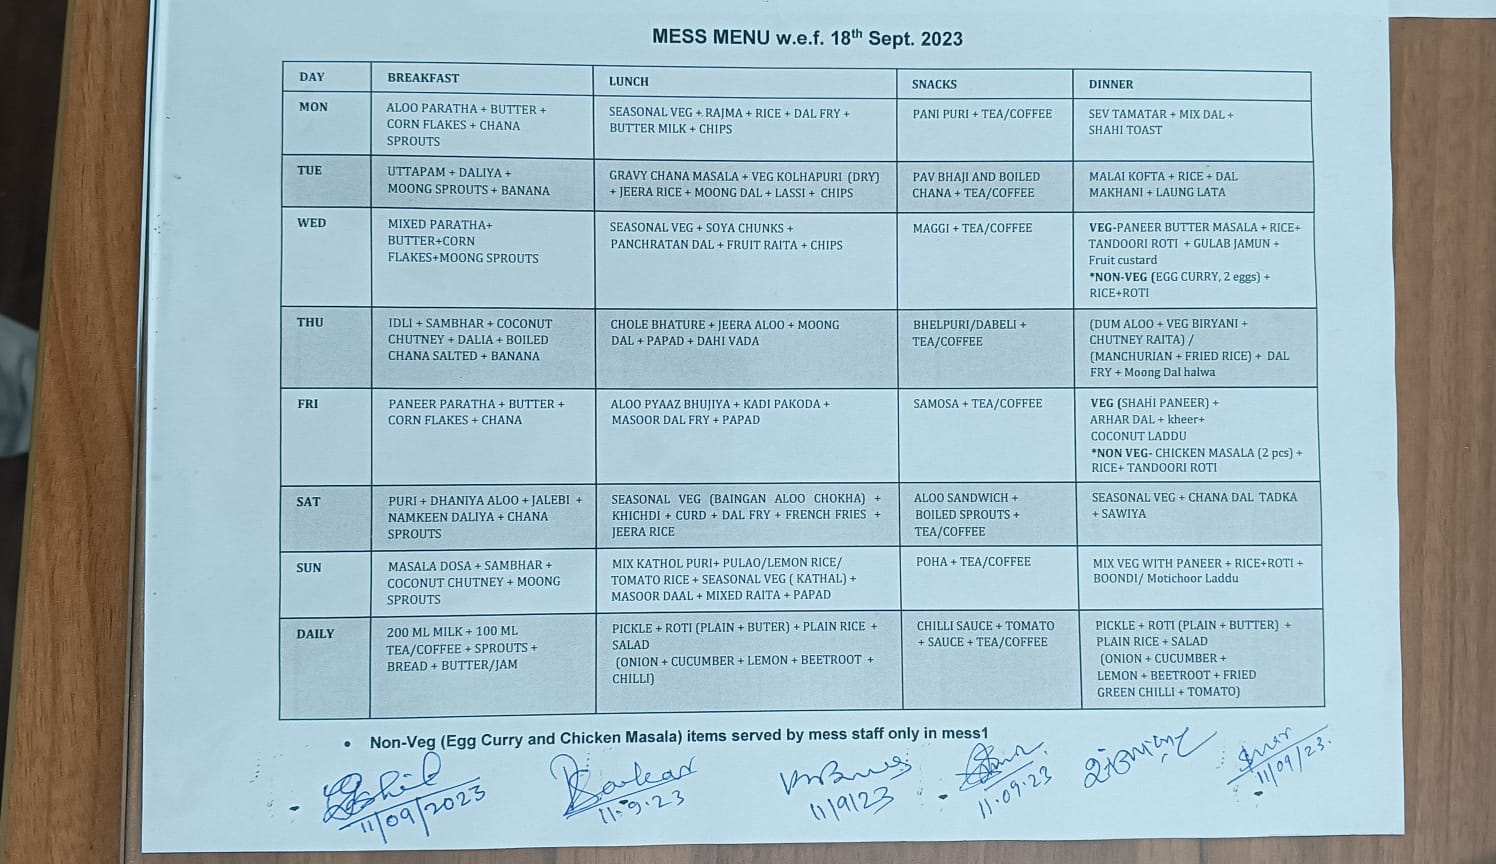 MESS MENU w.e.f. 18th Sept. 2023
DAY BREAKFAST LUNCH SNACKS DINNER
MON
ALOO PARATHA + BUTTER +
CORN FLAKES + CHANA
SPROUTS
SEASONAL VEG + RAJMA + RICE + DAL FRY +
BUTTER MILK + CHIPS
PANI PURI + TEA/COFFEE
SEV TAMATAR + MIX DAL +
SHAHI TOAST
TUE
UTTAPAM + DALIYA +
MOONG SPROUTS + BANANA
GRAVY CHANA MASALA + VEG KOLHAPURI (DRY)
+ JEERA RICE + MOONG DAL + LASSI + CHIPS
PAV BHAJI AND BOILED
CHANA + TEA/COFFEE
MALAI KOFTA + RICE + DAL
MAKHANI + LAUNG LATA
WED
MIXED PARATHA+
BUTTER+CORN
FLAKES+MOONG SPROUTS
SEASONAL VEG + SOYA CHUNKS +
PANCHRATAN DAL + FRUIT RAITA + CHIPS
MAGGI + TEA/COFFEE
VEG-PANEER BUTTER MASALA + RICE+
TANDOORI ROTI + GULAB JAMUN +
Fruit custard
*NON-VEG (EGG CURRY, 2 eggs) +
RICE+ROTI
THU
IDLI + SAMBHAR + COCONUT
CHUTNEY + DALIA + BOILED
CHANA SALTED + BANANA
CHOLE BHATURE + JEERA ALOO + MOONG
DAL + PAPAD + DAHI VADA
BHELPURI/DABELI +
TEA/COFFEE
(DUM ALOO + VEG BIRYANI +
CHUTNEY RAITA) /
(MANCHURIAN + FRIED RICE) + DAL
FRY + Moong Dal halwa
FRI
PANEER PARATHA + BUTTER +
CORN FLAKES + CHANA
ALOO PYAAZ BHUJIYA + KADI PAKODA +
MASOOR DAL FRY + PAPAD
SAMOSA + TEA/COFFEE
VEG (SHAHI PANEER) +
ARHAR DAL + kheer+
COCONUT LADDU
*NON VEG- CHICKEN MASALA (2 pcs) +
RICE+ TANDOORI ROTI
SAT
PURI + DHANIYA ALOO + JALEBI +
NAMKEEN DALIYA + CHANA
SPROUTS
SEASONAL VEG (BAINGAN ALOO CHOKHA) +
KHICHDI + CURD + DAL FRY + FRENCH FRIES +
JEERA RICE
ALOO SANDWICH +
BOILED SPROUTS +
TEA/COFFEE
SEASONAL VEG + CHANA DAL TADKA
+ SAWIYA
SUN
MASALA DOSA + SAMBHAR +
COCONUT CHUTNEY + MOONG
SPROUTS
MIX KATHOL PURI+ PULAO/LEMON RICE/
TOMATO RICE + SEASONAL VEG ( KATHAL) +
MASOOR DAAL + MIXED RAITA + PAPAD
POHA + TEA/COFFEE
MIX VEG WITH PANEER + RICE+ROTI +
BOONDI/ Motichoor Laddu
DAILY
200 ML MILK + 100 ML
TEA/COFFEE + SPROUTS +
BREAD + BUTTER/JAM
PICKLE + ROTI (PLAIN + BUTER) + PLAIN RICE +
SALAD
(ONION + CUCUMBER + LEMON + BEETROOT +
CHILLI)
CHILLI SAUCE + TOMATO
+ SAUCE + TEA/COFFEE
PICKLE + ROTI (PLAIN + BUTTER) +
PLAIN RICE + SALAD
(ONION + CUCUMBER +
LEMON + BEETROOT + FRIED
GREEN CHILLI + TOMATO)
• Non-Veg (Egg Curry and Chicken Masala) items served by mess staff only in mess1
11/09/2023
11.9.23
11/9/23
11.09.23
11/09/23.